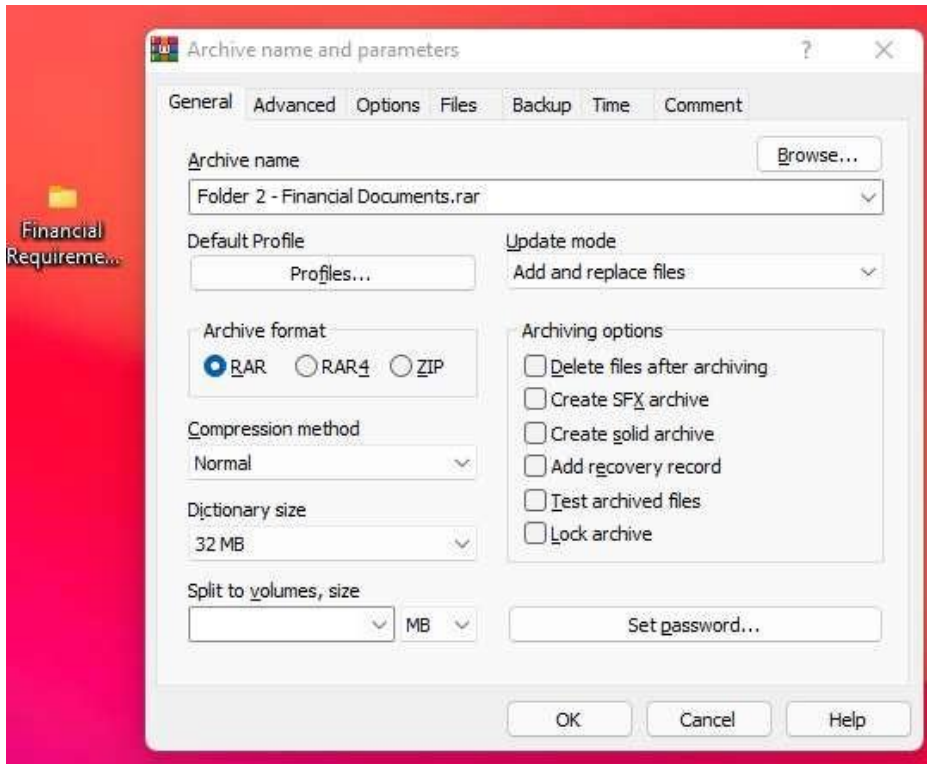 Archive name and parameters
?
General Advanced Options Files Backup Time Comment
Archive name
Browse...
Folder 2 - Financial Documents.rar
Financial
Requireme...
Default Profile
Profiles...
Update mode
Add and replace files
Archive format
RAR RAR4 ZIP
Compression method
Normal
Dictionary size
32 MB
Split to volumes, size
MB
Archiving options
Delete files after archiving
Create SFX archive
Create solid archive
Add recovery record
Test archived files
Lock archive
Set password...
OK Cancel Help